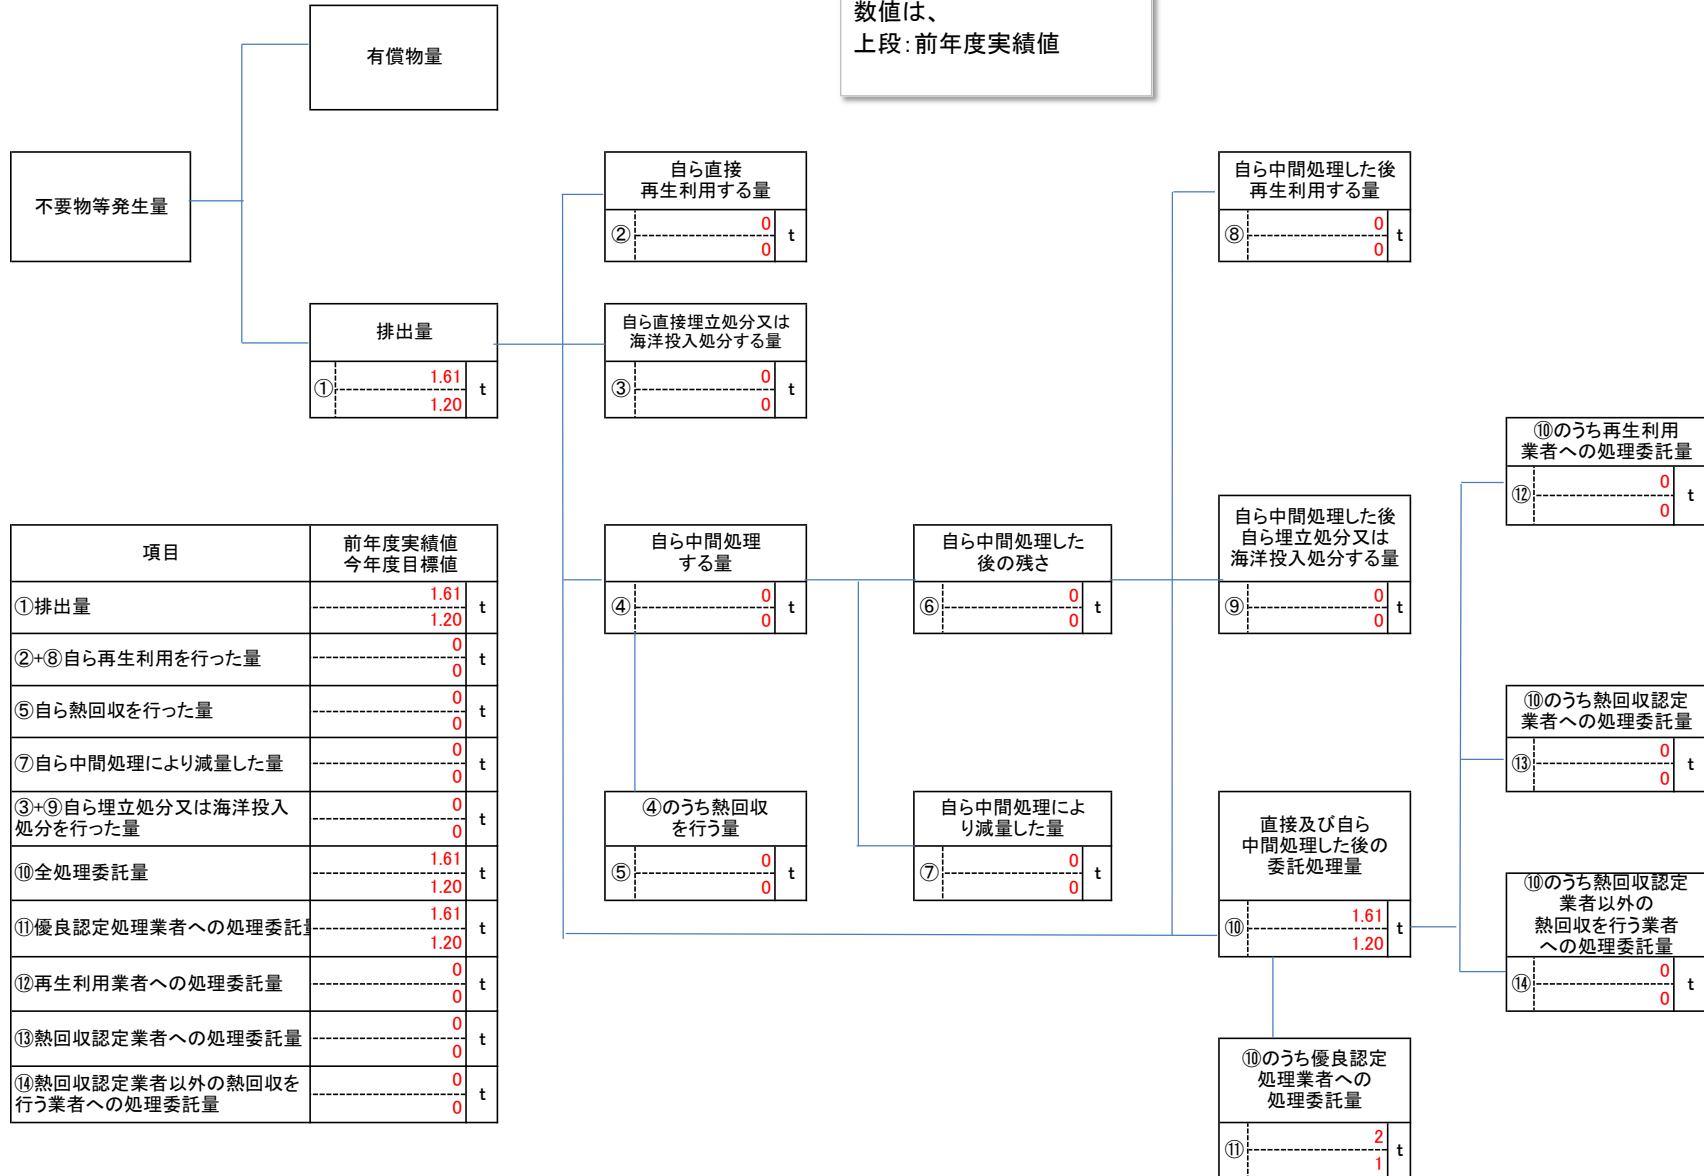 数値は、
上段：前年度実績値
有償物量
不要物等発生量
自ら直接
再生利用する量
② 0 t
0
自ら中間処理した後
再生利用する量
⑧ 0 t
0
排出量
① 1.61 t
1.20
自ら直接埋立処分又は
海洋投入処分する量
③ 0 t
0
⑩のうち再生利用
業者への処理委託量
⑫ 0 t
0
自ら中間処理
する量
④ 0 t
0
自ら中間処理した
後の残さ
⑥ 0 t
0
自ら中間処理した後
自ら埋立処分又は
海洋投入処分する量
⑨ 0 t
0
⑩のうち熱回収認定
業者への処理委託量
⑬ 0 t
0
④のうち熱回収
を行う量
⑤ 0 t
0
自ら中間処理によ
り減量した量
⑦ 0 t
0
直接及び自ら
中間処理した後の
委託処理量
⑩ 1.61 t
1.20
⑩のうち熱回収認定
業者以外の
熱回収を行う業者
への処理委託量
⑭ 0 t
0
⑩のうち優良認定
処理業者への
処理委託量
⑪ 2 t
1
項目
前年度実績値
今年度目標値
①排出量 1.61 t
1.20
②+⑧自ら再生利用を行った量 0 t
0
⑤自ら熱回収を行った量 0 t
0
⑦自ら中間処理により減量した量 0 t
0
③+⑨自ら埋立処分又は海洋投入
処分を行った量 0 t
0
⑩全処理委託量 1.61 t
1.20
⑪優良認定処理業者への処理委託 1.61 t
1.20
⑫再生利用業者への処理委託量 0 t
0
⑬熱回収認定業者への処理委託量 0 t
0
⑭熱回収認定業者以外の熱回収を
行う業者への処理委託量 0 t
0